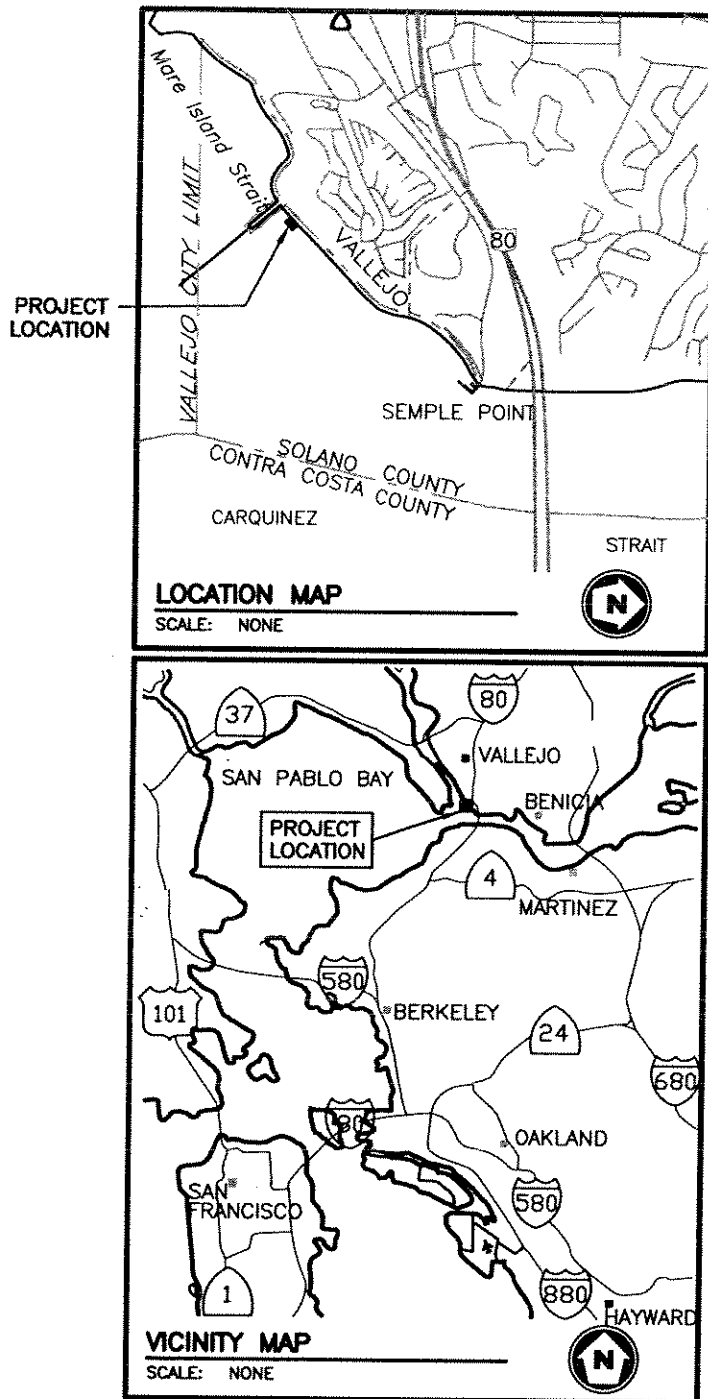 Mare Island Strait
VALLEJO CITY LIMIT
VALLEJO
80
PROJECT
LOCATION
SEMPLE POINT
SOLANO COUNTY
CONTRA COSTA COUNTY
CARQUINEZ
STRAIT
LOCATION MAP
SCALE: NONE
N
37
80
VALLEJO
SAN PABLO BAY
BENICIA
PROJECT
LOCATION
4
MARTINEZ
580
101
BERKELEY
24
680
80
OAKLAND
SAN
FRANCISCO
580
1
880
HAYWARD
VICINITY MAP
SCALE: NONE
N